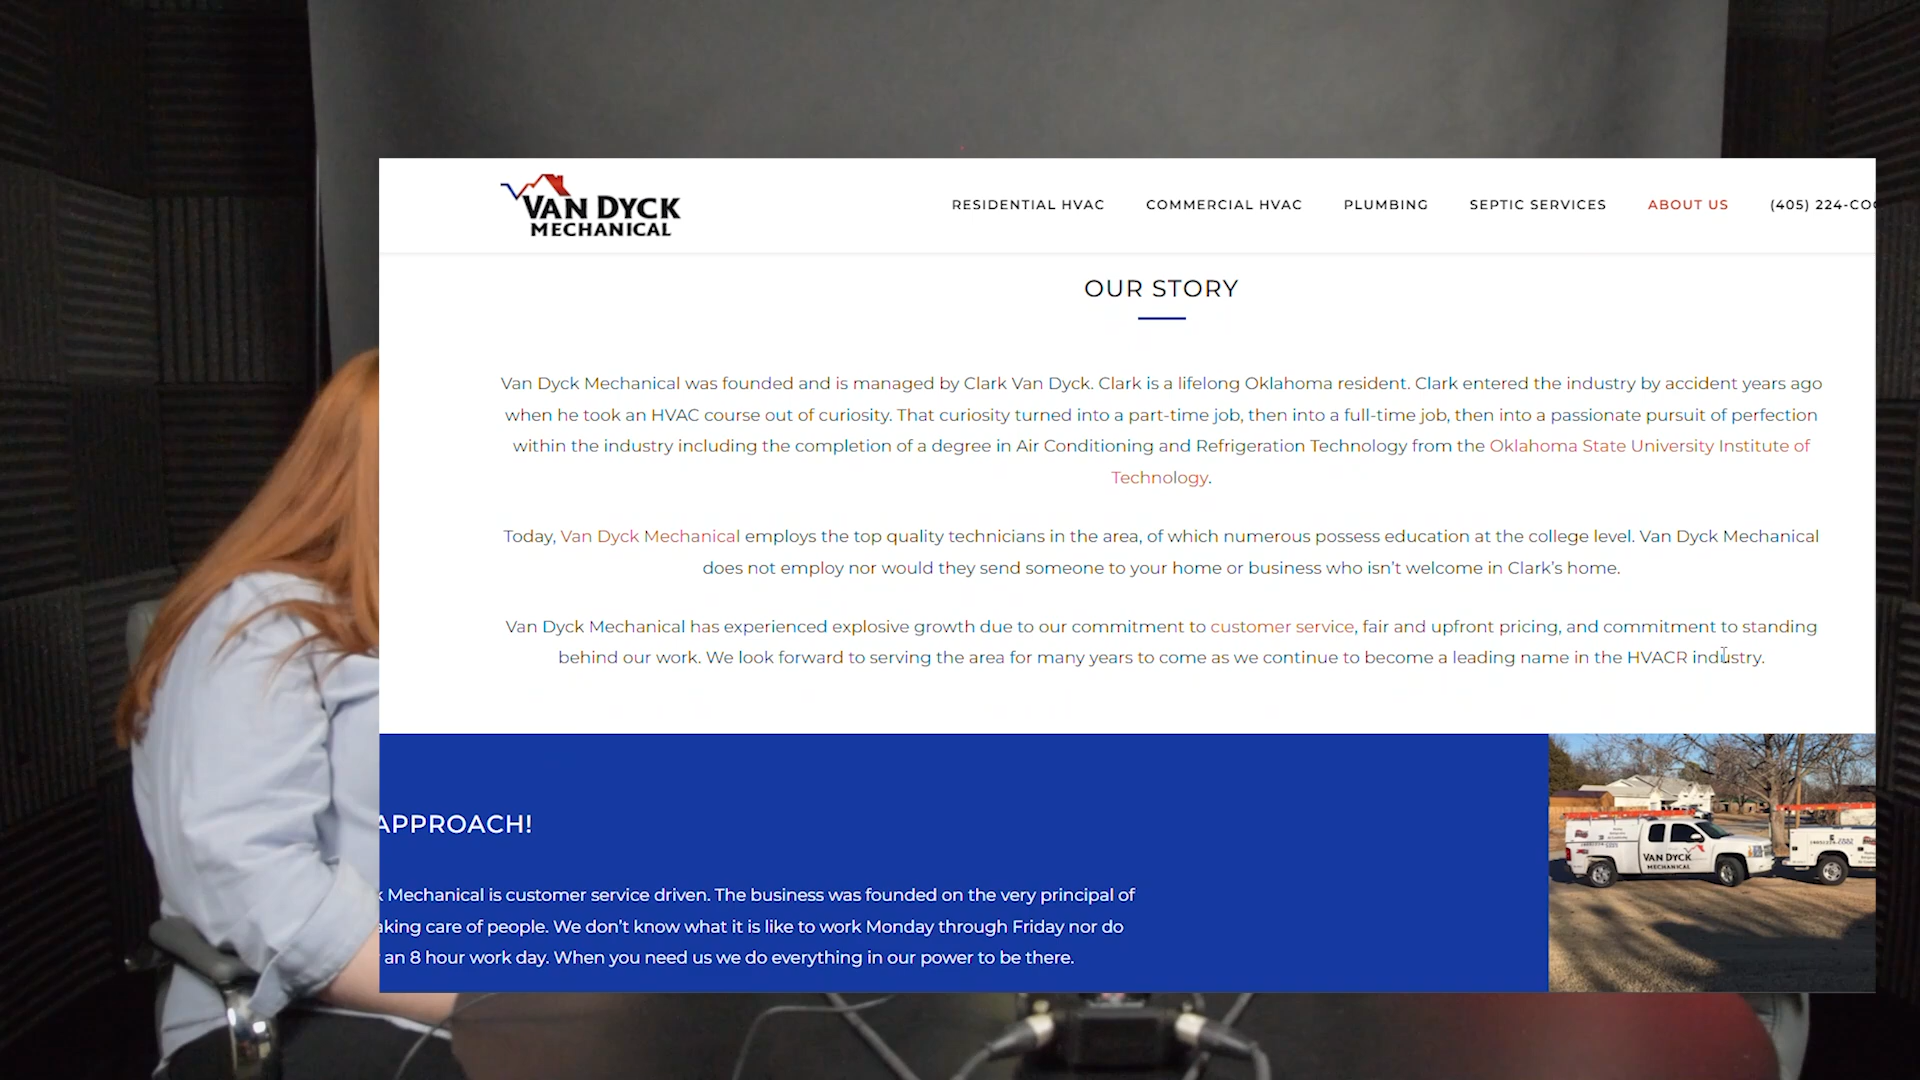 VAN DYCK
MECHANICAL
RESIDENTIAL HVAC
COMMERCIAL HVAC
PLUMBING
SEPTIC SERVICES
ABOUT US
(405) 224-COO
OUR STORY
Van Dyck Mechanical was founded and is managed by Clark Van Dyck. Clark is a lifelong Oklahoma resident. Clark entered the industry by accident years ago
when he took an HVAC course out of curiosity. That curiosity turned into a part-time job, then into a full-time job, then into a passionate pursuit of perfection
within the industry including the completion of a degree in Air Conditioning and Refrigeration Technology from the Oklahoma State University Institute of
Technology.
Today, Van Dyck Mechanical employs the top quality technicians in the area, of which numerous possess education at the college level. Van Dyck Mechanical
does not employ nor would they send someone to your home or business who isn't welcome in Clark's home.
Van Dyck Mechanical has experienced explosive growth due to our commitment to customer service, fair and upfront pricing, and commitment to standing
behind our work. We look forward to serving the area for many years to come as we continue to become a leading name in the HVACR industry.
APPROACH!
k Mechanical is customer service driven. The business was founded on the very principal of
aking care of people. We don't know what it is like to work Monday through Friday nor do
an 8 hour work day. When you need us we do everything in our power to be there.
VAN DYCK
MECHANICAL